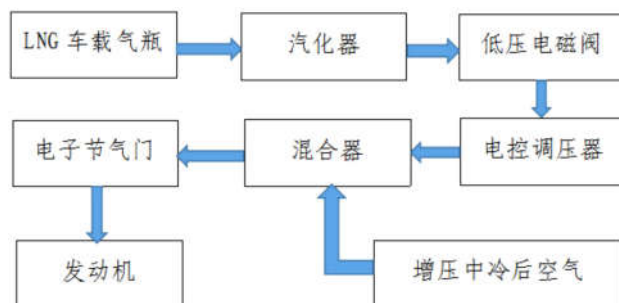 LNG 车载气瓶
汽化器
低压电磁阀
电子节气门
混合器
电控调压器
发动机
增压中冷后空气